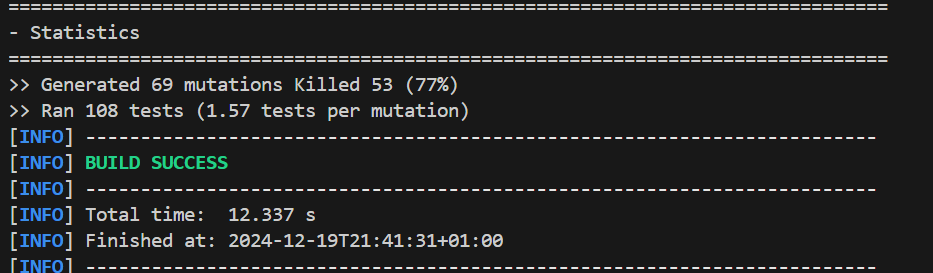 ================================================================================
- Statistics
================================================================================
>> Generated 69 mutations Killed 53 (77%)
>> Ran 108 tests (1.57 tests per mutation)
[INFO] ------------------------------------------------------------------------
[INFO] BUILD SUCCESS
[INFO] ------------------------------------------------------------------------
[INFO] Total time:  12.337 s
[INFO] Finished at: 2024-12-19T21:41:31+01:00
[INFO] ------------------------------------------------------------------------